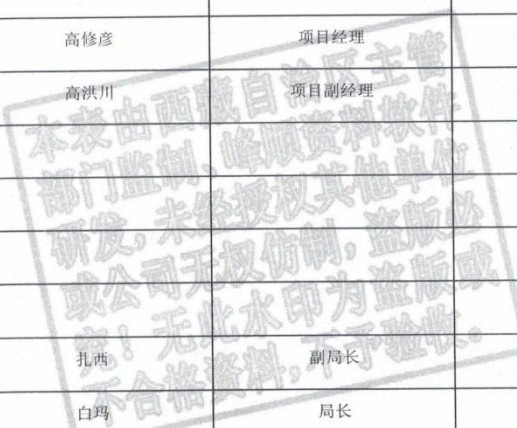 高修彦 项目经理
高洪川 项目副经理
扎西 副局长
白玛 局长
本表由西藏自治区主管
部门监制、峰顺资料软件
研发，未经授权其他单位
或公司无权仿制，盗版必
究！无此水印为盗版或
不合格资料，不予验收。